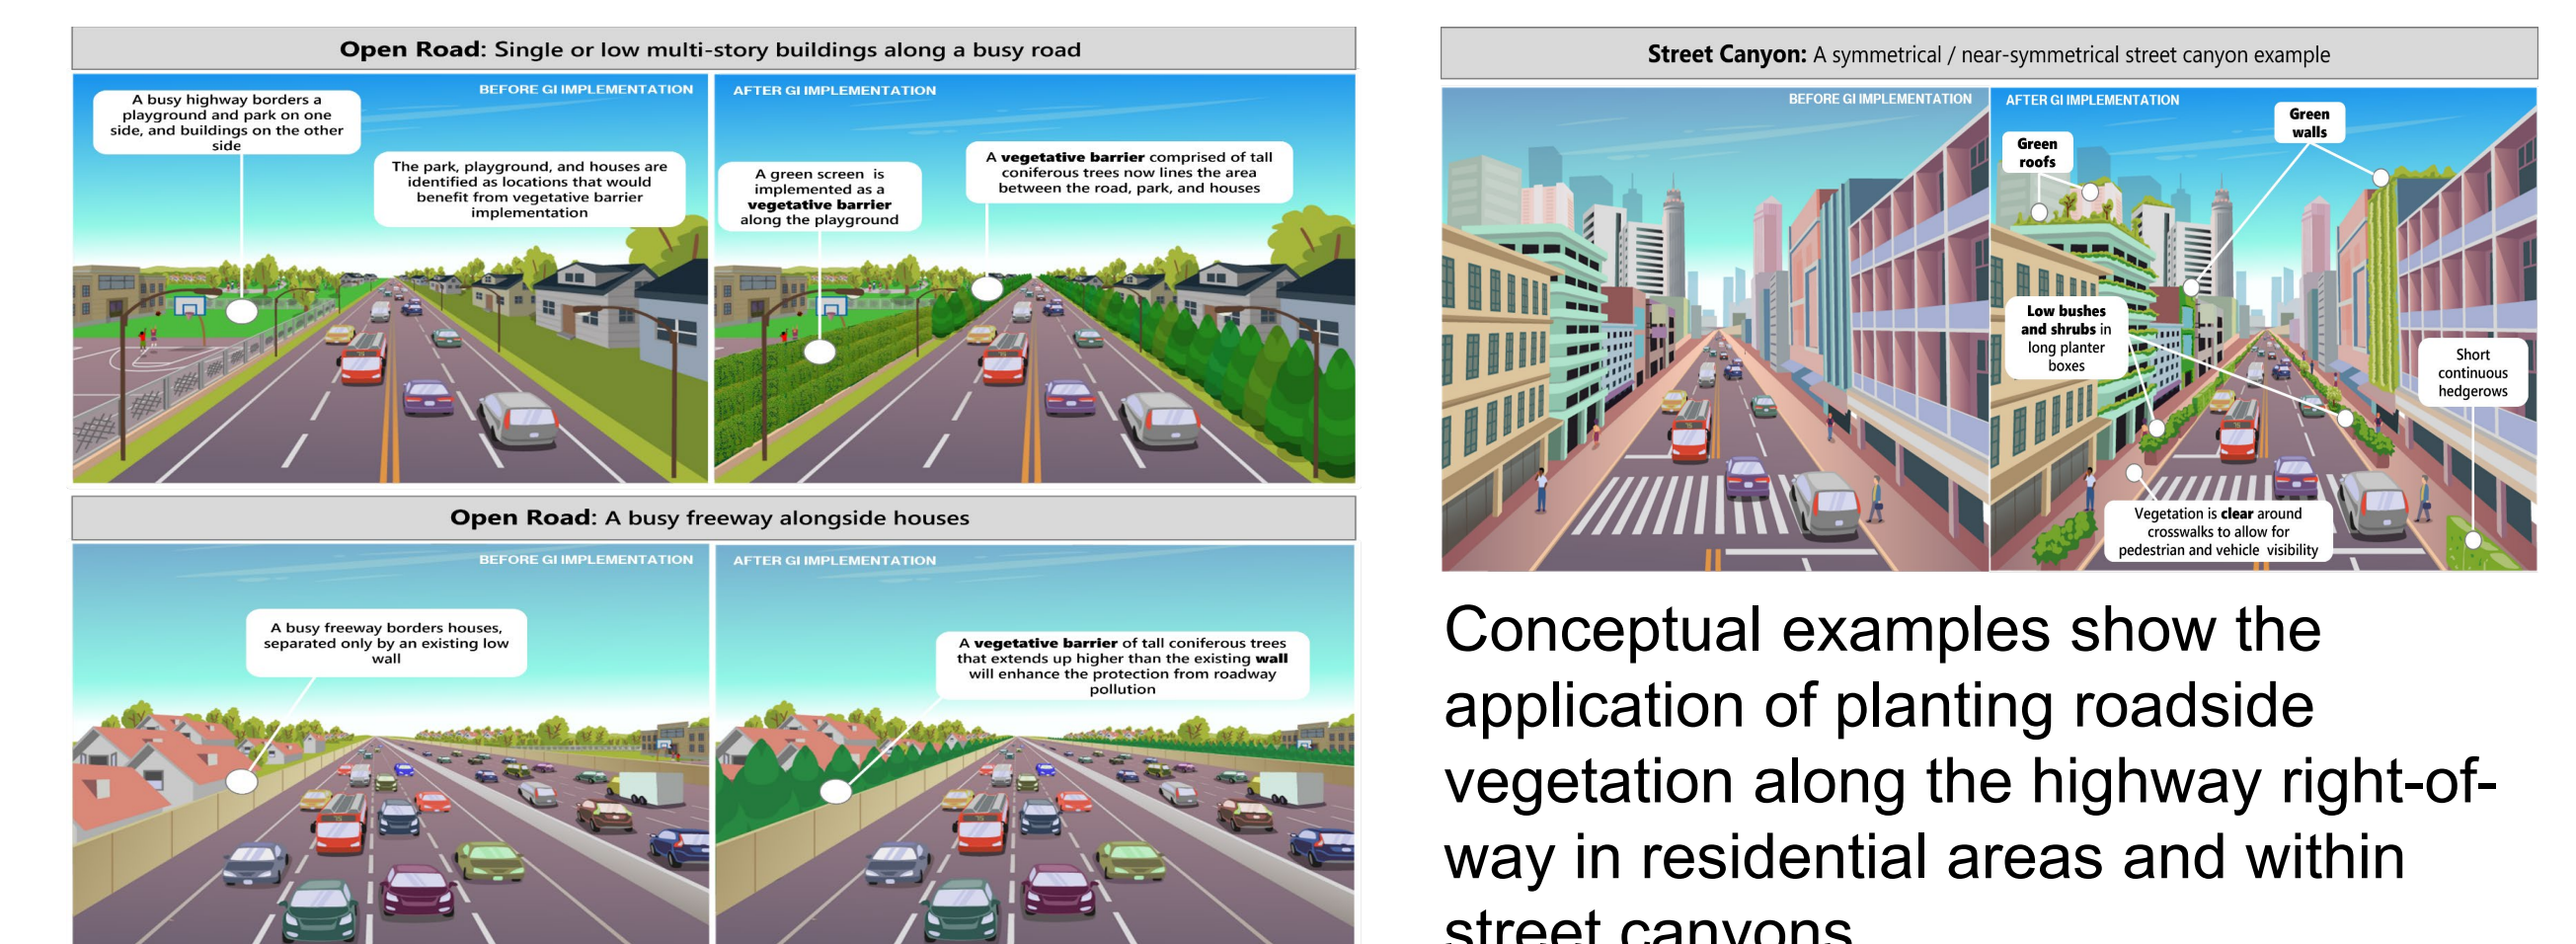 Open Road: Single or low multi-story buildings along a busy road
BEFORE GI IMPLEMENTATION
A busy highway borders a
playground and park on one
side, and buildings on the other
side
The park, playground, and houses are
identified as locations that would
benefit from vegetative barrier
implementation
AFTER GI IMPLEMENTATION
A green screen is
implemented as a
vegetative barrier
along the playground
A vegetative barrier comprised of tall
coniferous trees now lines the area
between the road, park, and houses
Open Road: A busy freeway alongside houses
BEFORE GI IMPLEMENTATION
A busy freeway borders houses,
separated only by an existing low
wall
AFTER GI IMPLEMENTATION
A vegetative barrier of tall coniferous trees
that extends up higher than the existing wall
will enhance the protection from roadway
pollution
Street Canyon: A symmetrical / near-symmetrical street canyon example
BEFORE GI IMPLEMENTATION
AFTER GI IMPLEMENTATION
Green
roofs
Green
walls
Low bushes
and shrubs in
long planter
boxes
Short
continuous
hedgerows
Vegetation is clear around
crosswalks to allow for
pedestrian and vehicle visibility
Conceptual examples show the
application of planting roadside
vegetation along the highway right-of-
way in residential areas and within
street canyons